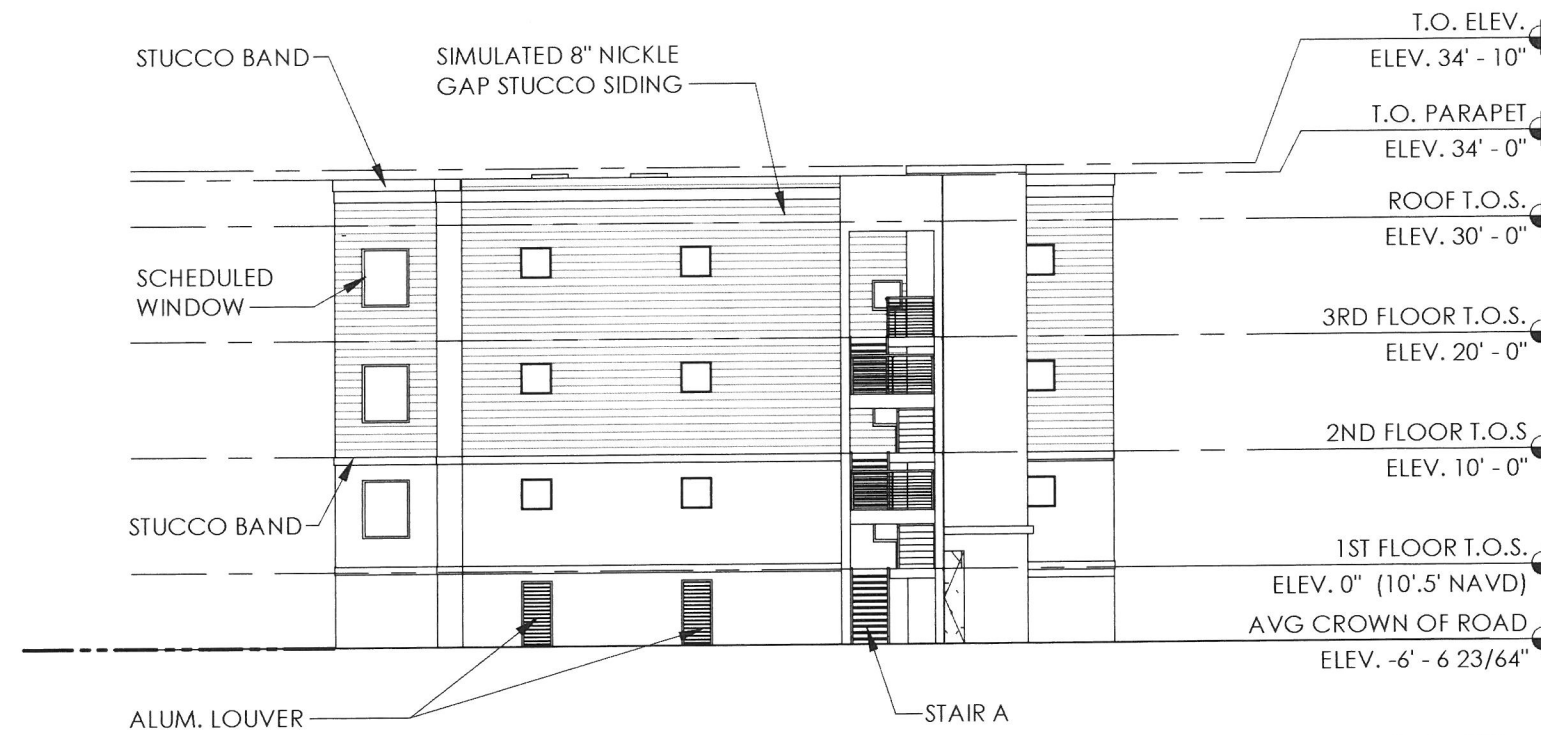 STUCCO BAND
SIMULATED 8" NICKLE
GAP STUCCO SIDING
SCHEDULED
WINDOW
STUCCO BAND
ALUM. LOUVER
STAIR A
T.O. ELEV.
ELEV. 34' - 10"
T.O. PARAPET
ELEV. 34' - 0"
ROOF T.O.S.
ELEV. 30' - 0"
3RD FLOOR T.O.S.
ELEV. 20' - 0"
2ND FLOOR T.O.S
ELEV. 10' - 0"
1ST FLOOR T.O.S.
ELEV. 0" (10'.5' NAVD)
AVG CROWN OF ROAD
ELEV. -6' - 6 23/64"